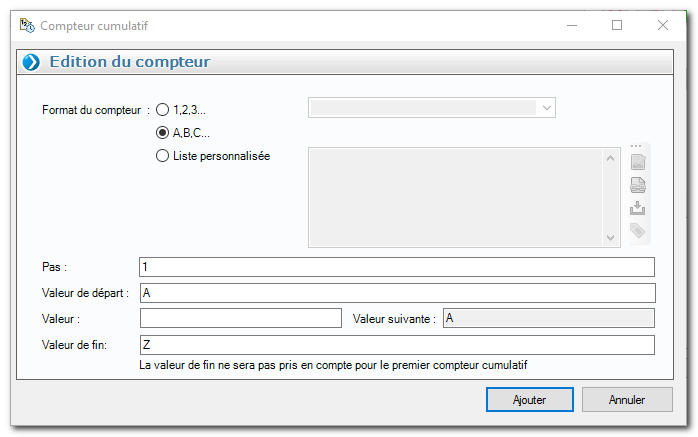 Compteur cumulatif
Edition du compteur
Format du compteur : 1,2,3...
A,B,C...
Liste personnalisée
Pas : 1
Valeur de départ : A
Valeur : Valeur suivante : A
Valeur de fin: Z
La valeur de fin ne sera pas pris en compte pour le premier compteur cumulatif
Ajouter Annuler